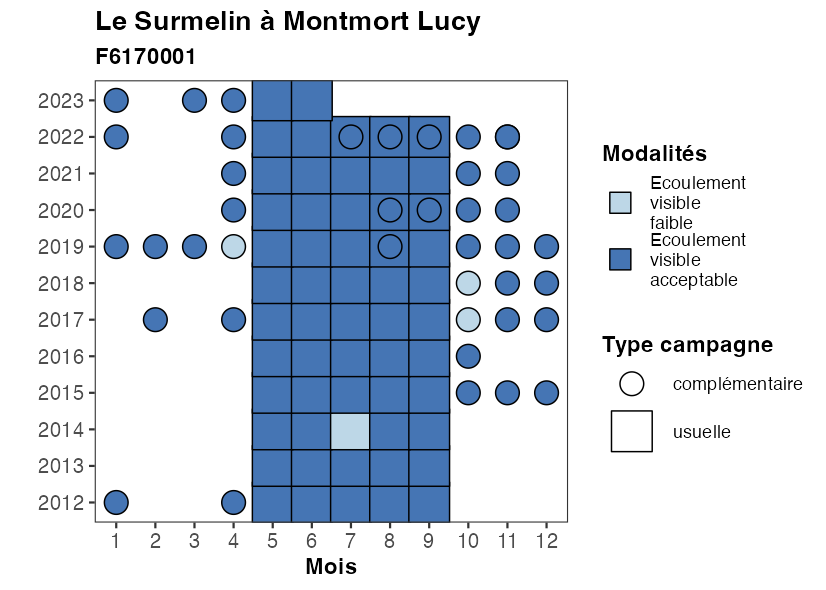 Le Surmelin à Montmort Lucy
F6170001
2023
2022
2021
2020
2019
2018
2017
2016
2015
2014
2013
2012
1 2 3 4 5 6 7 8 9 10 11 12
Mois
Modalités
Ecoulement
visible
faible
Ecoulement
visible
acceptable
Type campagne
complémentaire
usuelle